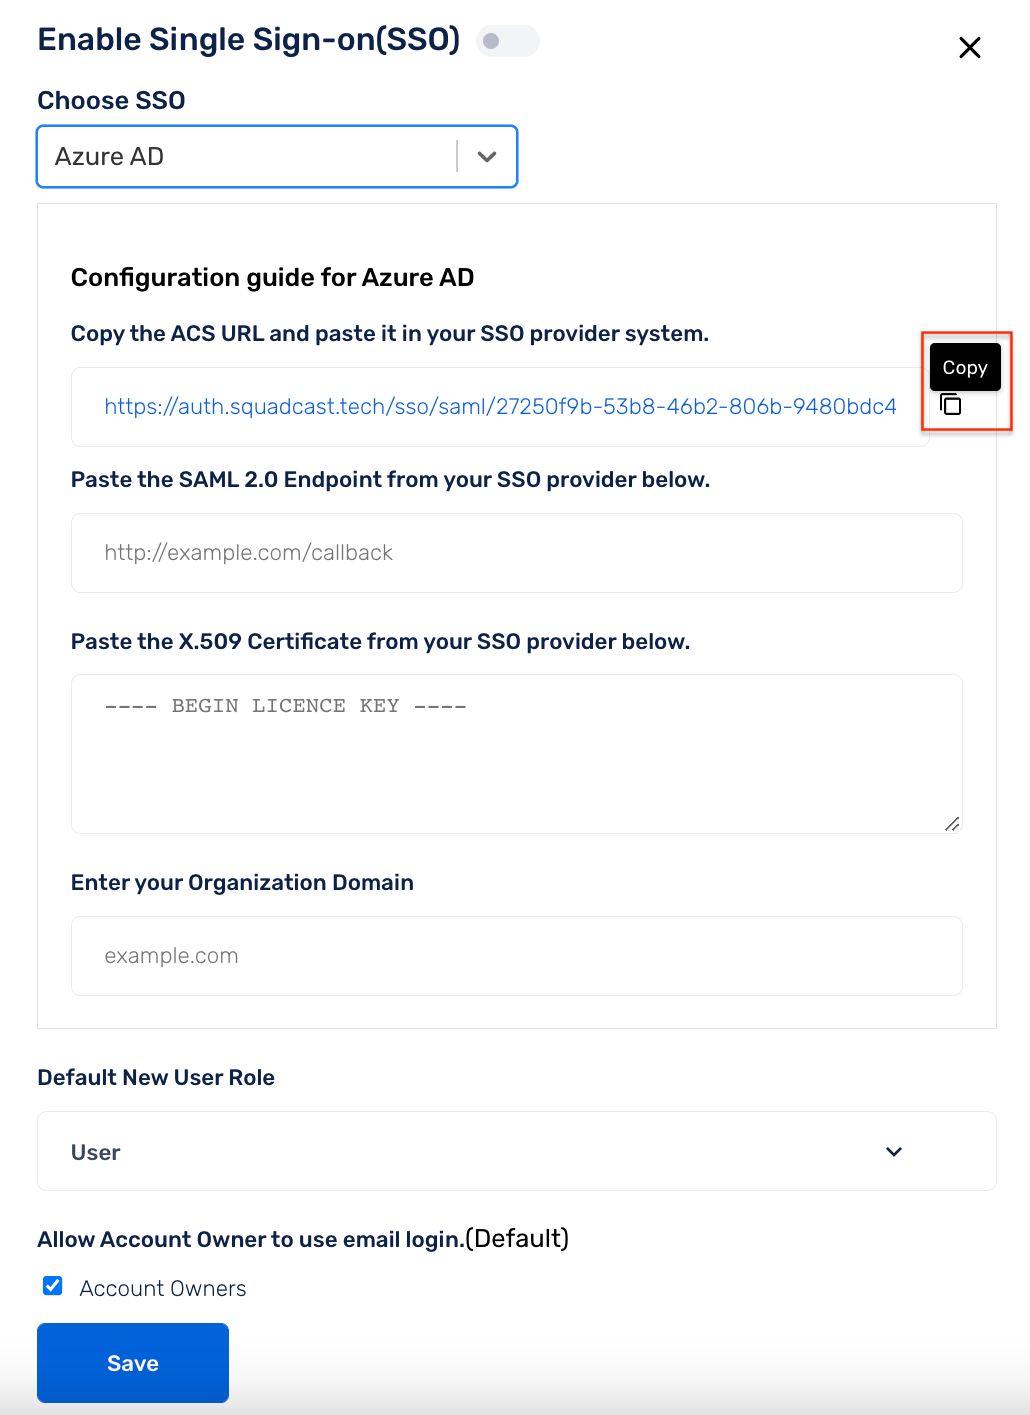 Enable Single Sign-on(SSO)
Choose SSO
Azure AD
Configuration guide for Azure AD
Copy the ACS URL and paste it in your SSO provider system.
Copy
https://auth.squadcast.tech/sso/saml/27250f9b-53b8-46b2-806b-9480bdc4
Paste the SAML 2.0 Endpoint from your SSO provider below.
http://example.com/callback
Paste the X.509 Certificate from your SSO provider below.
---- BEGIN LICENCE KEY ----
Enter your Organization Domain
example.com
Default New User Role
User
Allow Account Owner to use email login.(Default)
Account Owners
Save